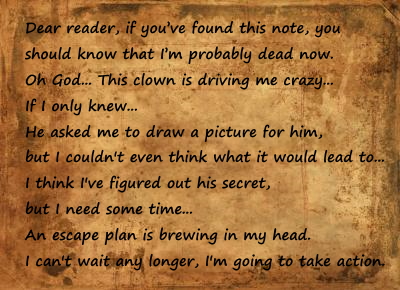 Dear reader, if you've found this note, you
should know that I'm probably dead now.
Oh God... This clown is driving me crazy...
If I only knew...
He asked me to draw a picture for him,
but I couldn't even think what it would lead to...
I think I've figured out his secret,
but I need some time...
An escape plan is brewing in my head.
I can't wait any longer, I'm going to take action.